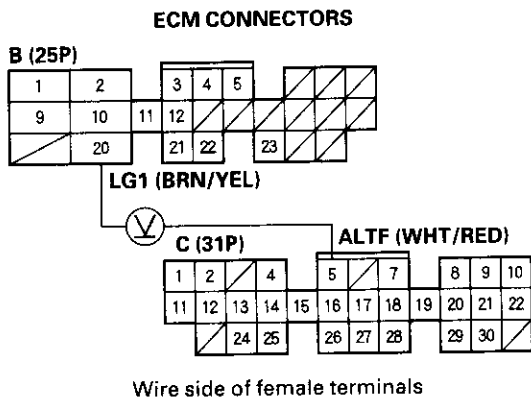 ECM CONNECTORS
B (25P)
1 2 3 4 5
9 10 11 12
20 21 22 23
LG1 (BRN/YEL)
V
C (31P) ALTF (WHT/RED)
1 2 4 5 7 8 9 10
11 12 13 14 15 16 17 18 19 20 21 22
24 25 26 27 28 29 30
Wire side of female terminals